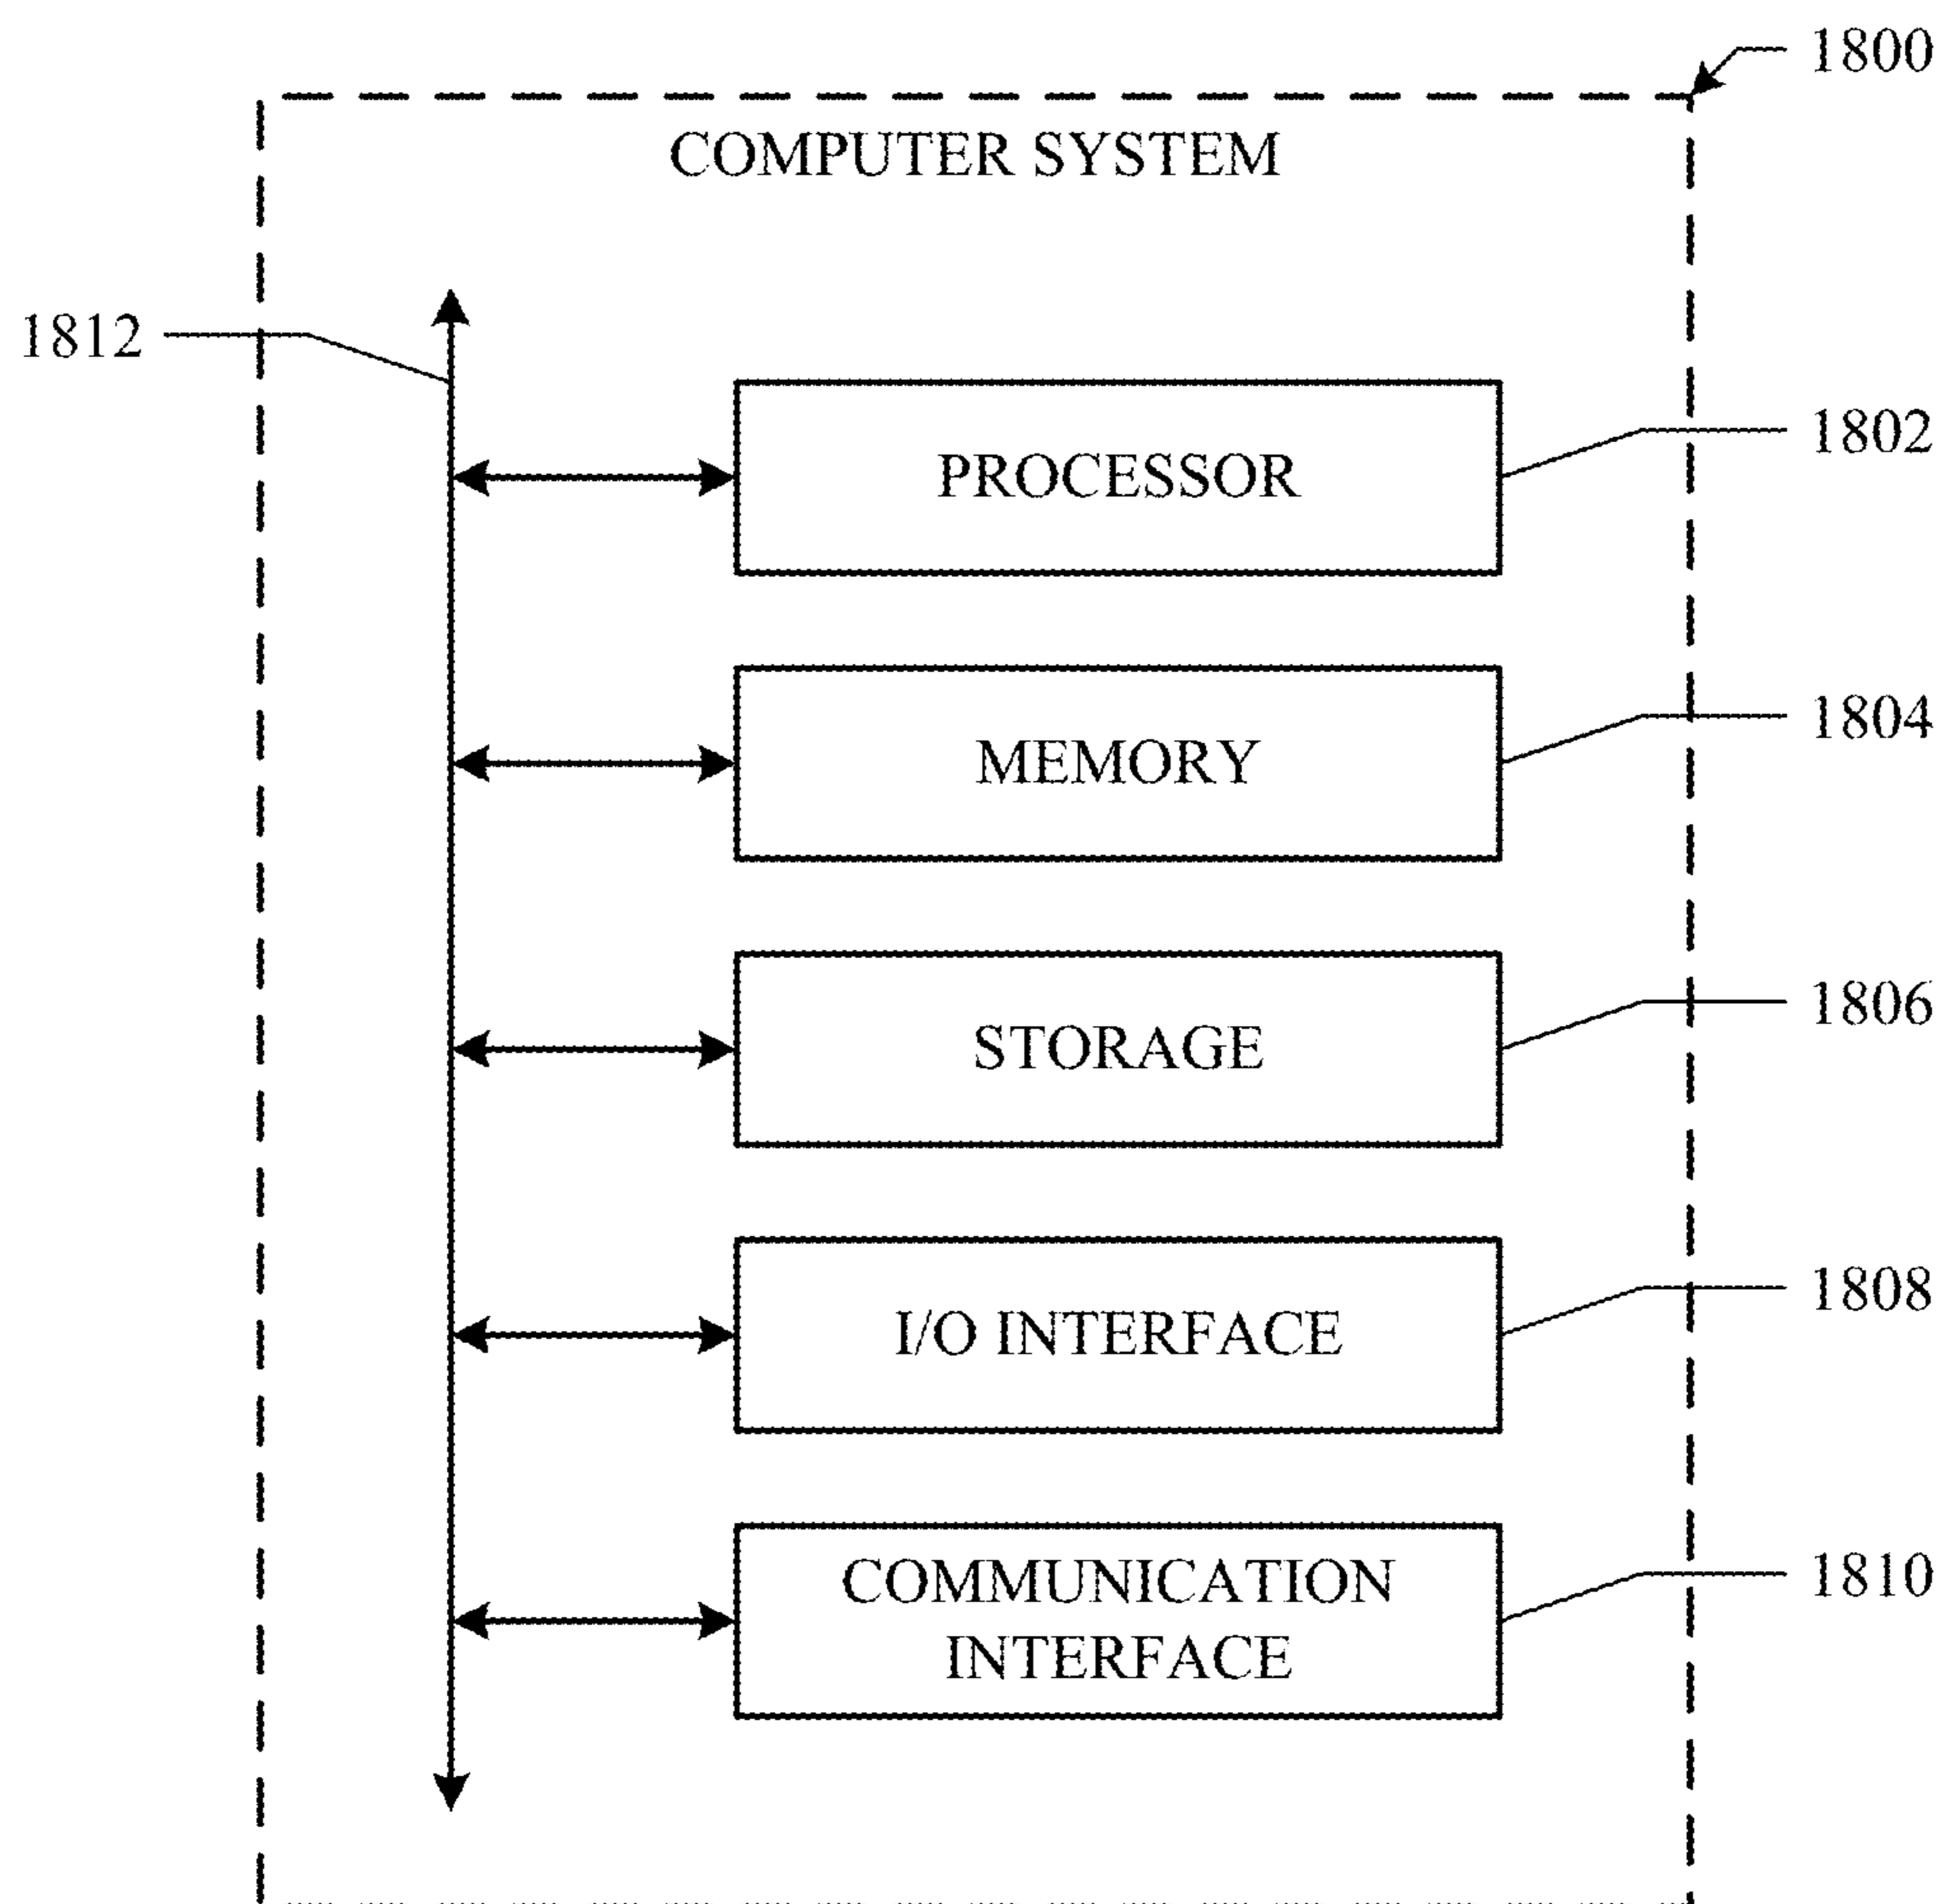 1800
COMPUTER SYSTEM
1812
PROCESSOR
1802
MEMORY
1804
STORAGE
1806
I/O INTERFACE
1808
COMMUNICATION
INTERFACE
1810